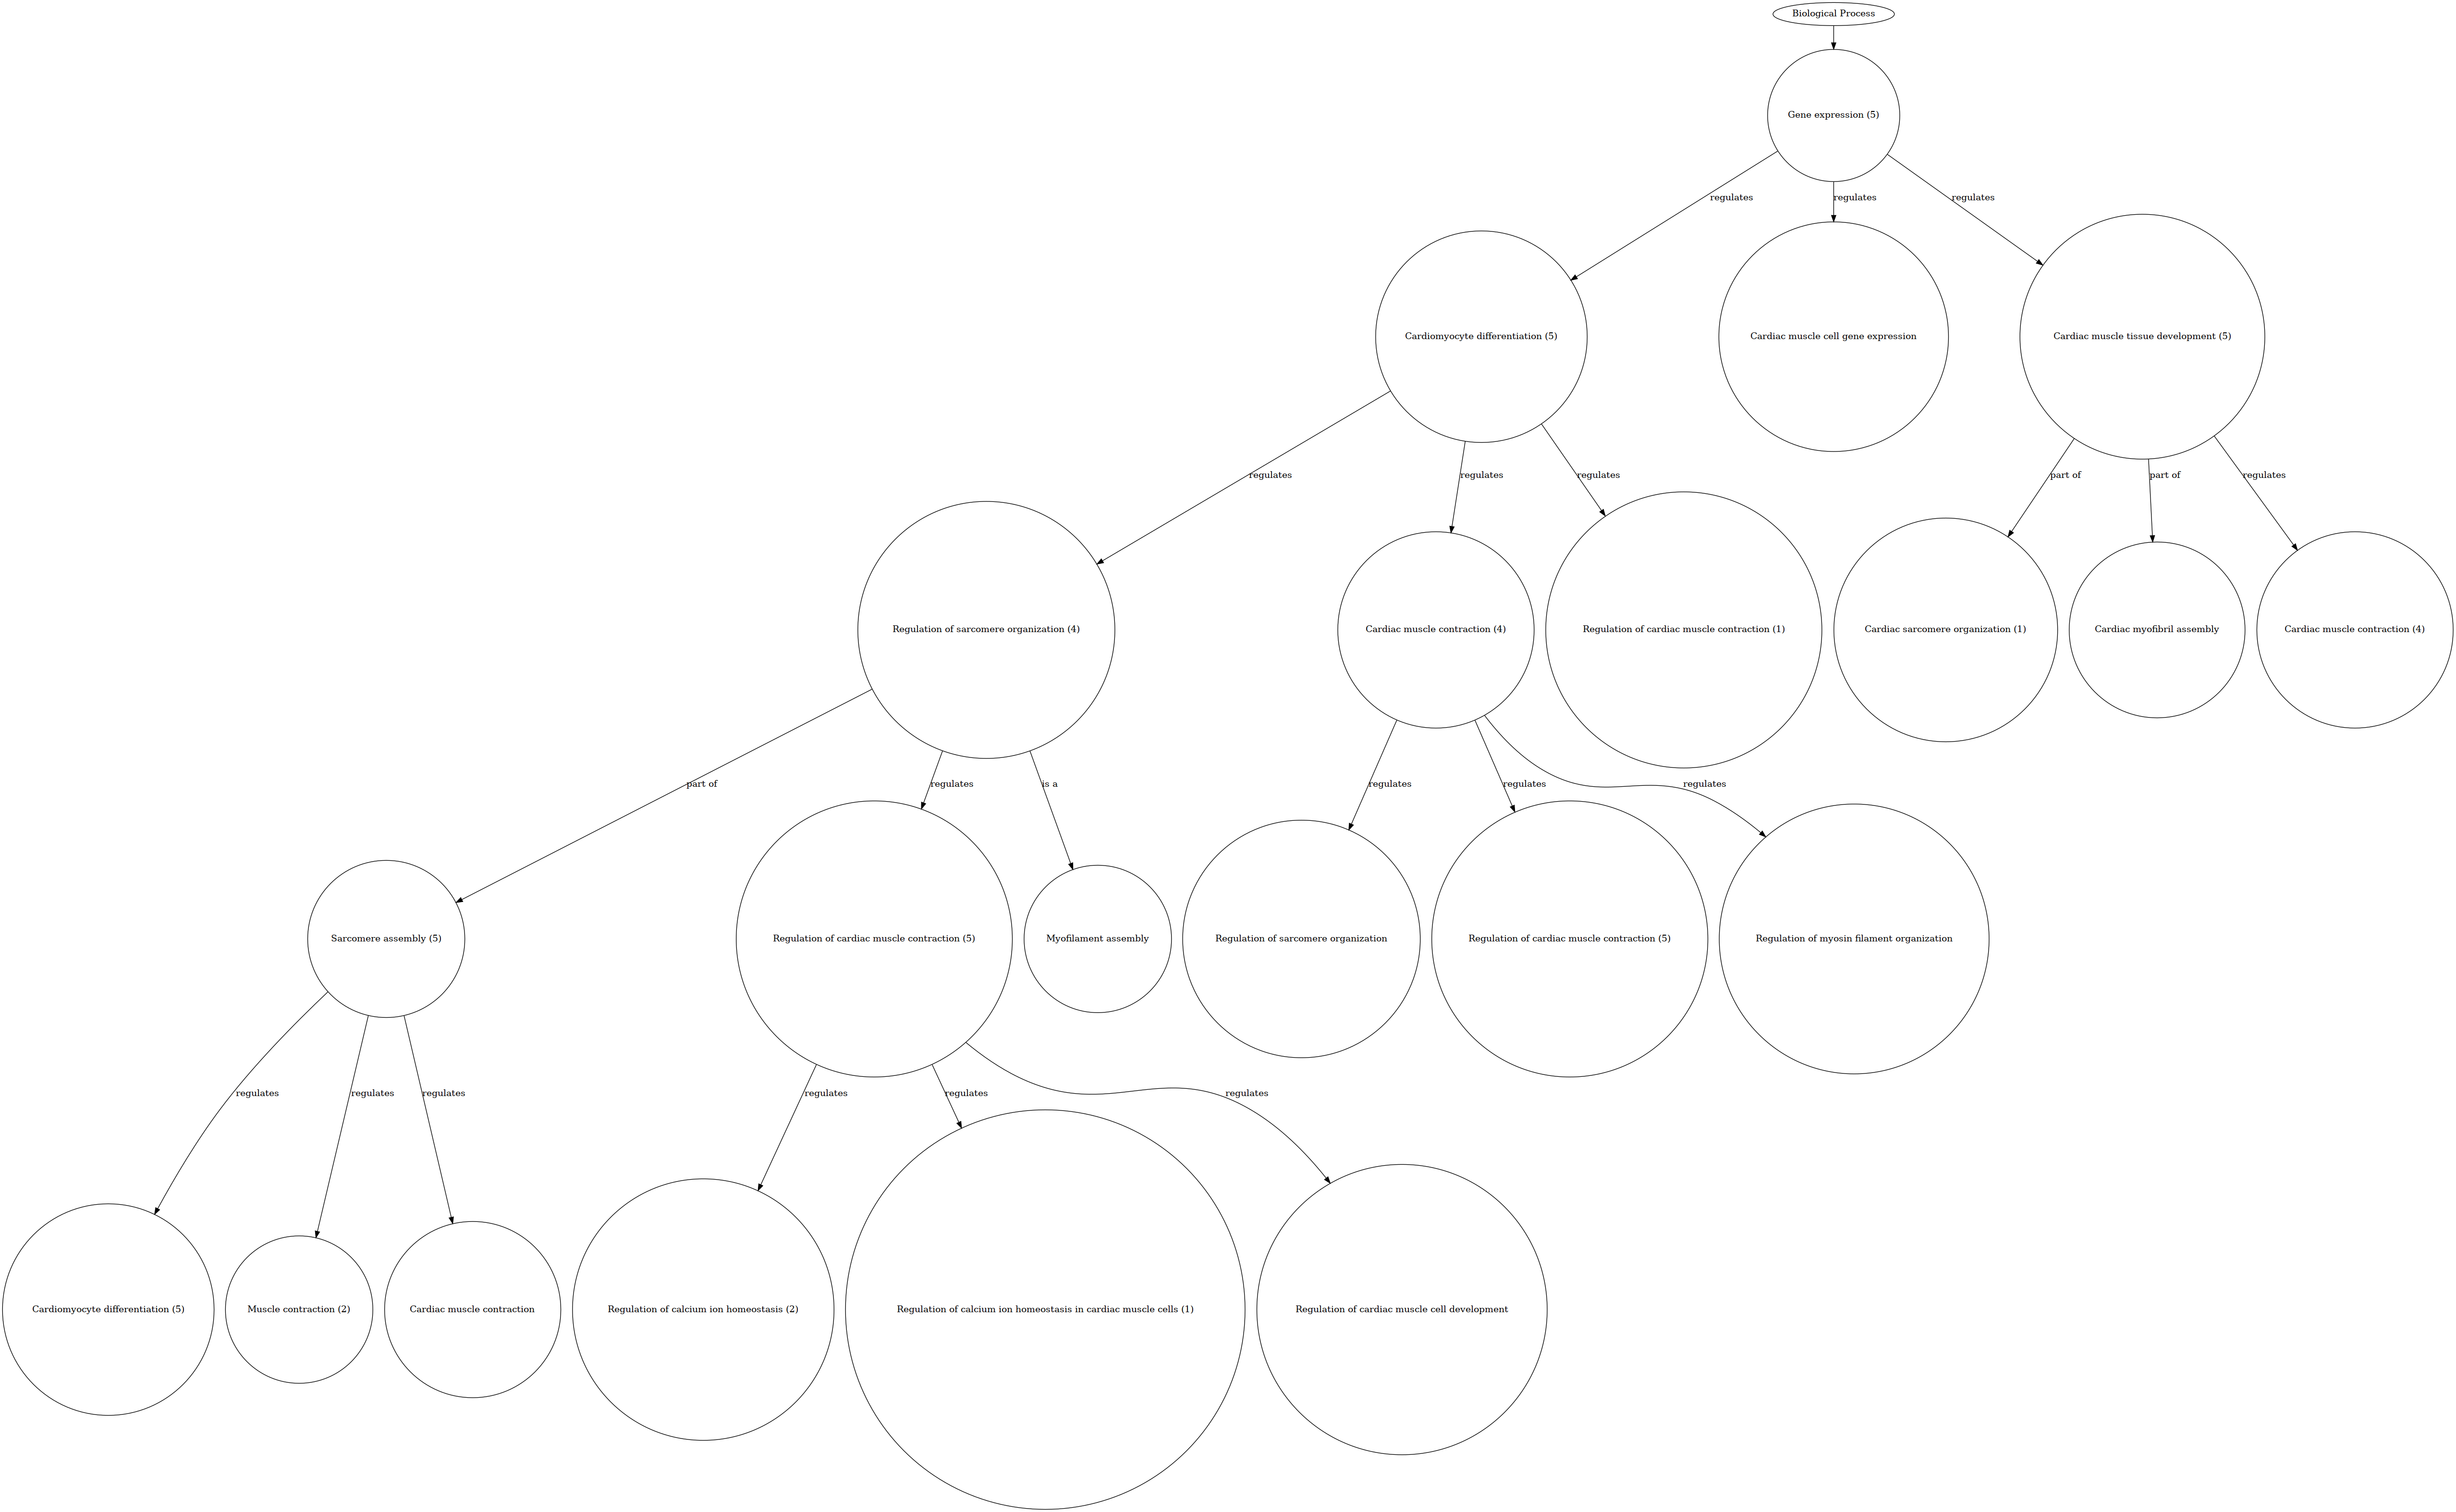 Biological Process
Gene expression (5)
regulates
regulates
regulates
Cardiomyocyte differentiation (5)
Cardiac muscle cell gene expression
Cardiac muscle tissue development (5)
regulates
regulates
regulates
part of
part of
regulates
Regulation of sarcomere organization (4)
Cardiac muscle contraction (4)
Regulation of cardiac muscle contraction (1)
Cardiac sarcomere organization (1)
Cardiac myofibril assembly
Cardiac muscle contraction (4)
part of
regulates
is a
regulates
regulates
regulates
Sarcomere assembly (5)
Regulation of cardiac muscle contraction (5)
Myofilament assembly
Regulation of sarcomere organization
Regulation of cardiac muscle contraction (5)
Regulation of myosin filament organization
regulates
regulates
regulates
regulates
regulates
regulates
Cardiomyocyte differentiation (5)
Muscle contraction (2)
Cardiac muscle contraction
Regulation of calcium ion homeostasis (2)
Regulation of calcium ion homeostasis in cardiac muscle cells (1)
Regulation of cardiac muscle cell development